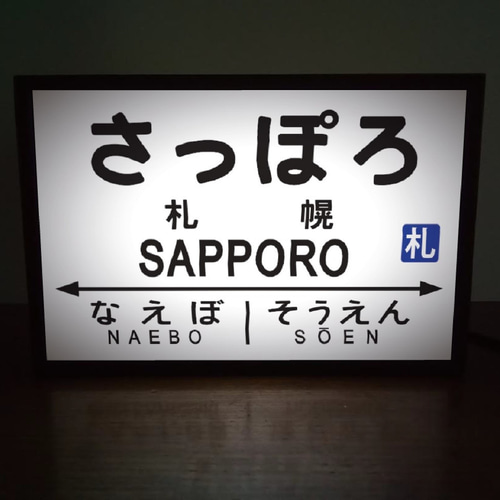 さっぽろ
札 幌
SAPPORO
札
なえぼ | そうえん
NAEBO | SŌEN